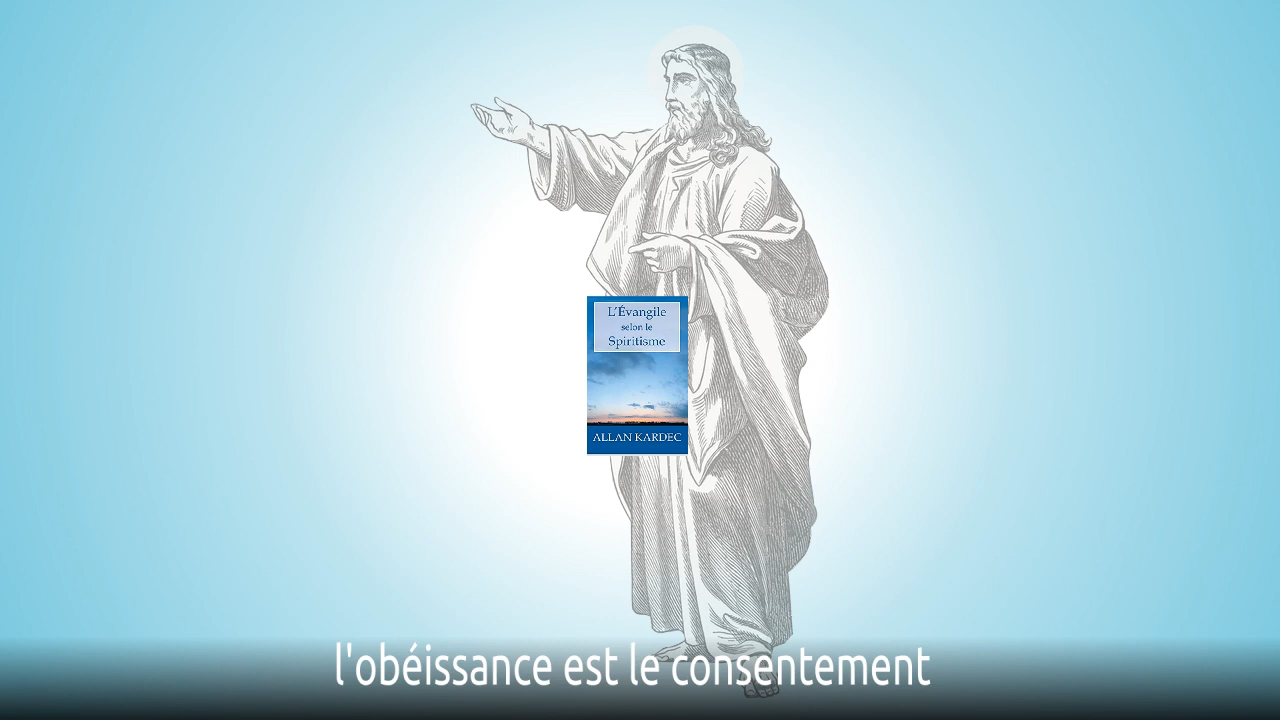 L'Évangile
selon le
Spiritisme
ALLAN KARDEC
l'obéissance est le consentement